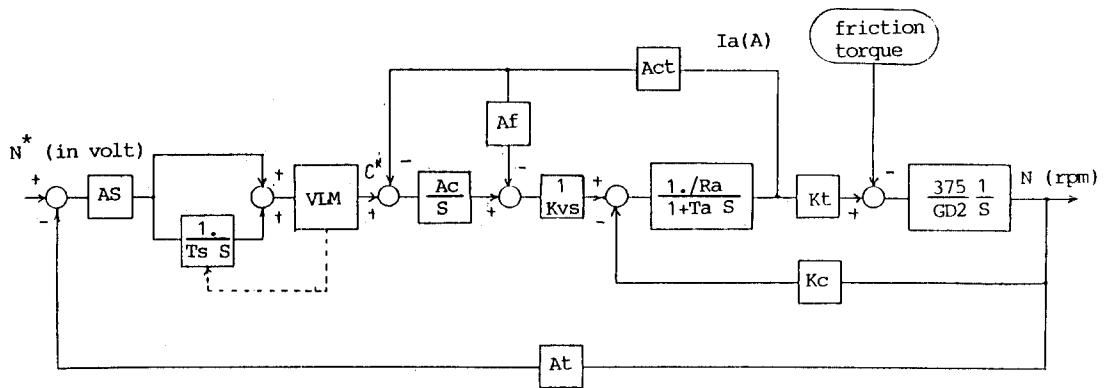 friction
torque
Ia(A)
Act
Af
N* (in volt)
+
-
AS
1.
Ts S
+
+
VLM
C*
+
-
Ac
S
+
-
1
Kvs
+
-
1./Ra
1+Ta S
Kt
+
-
375 1
GD2 S
N (rpm)
Kc
At